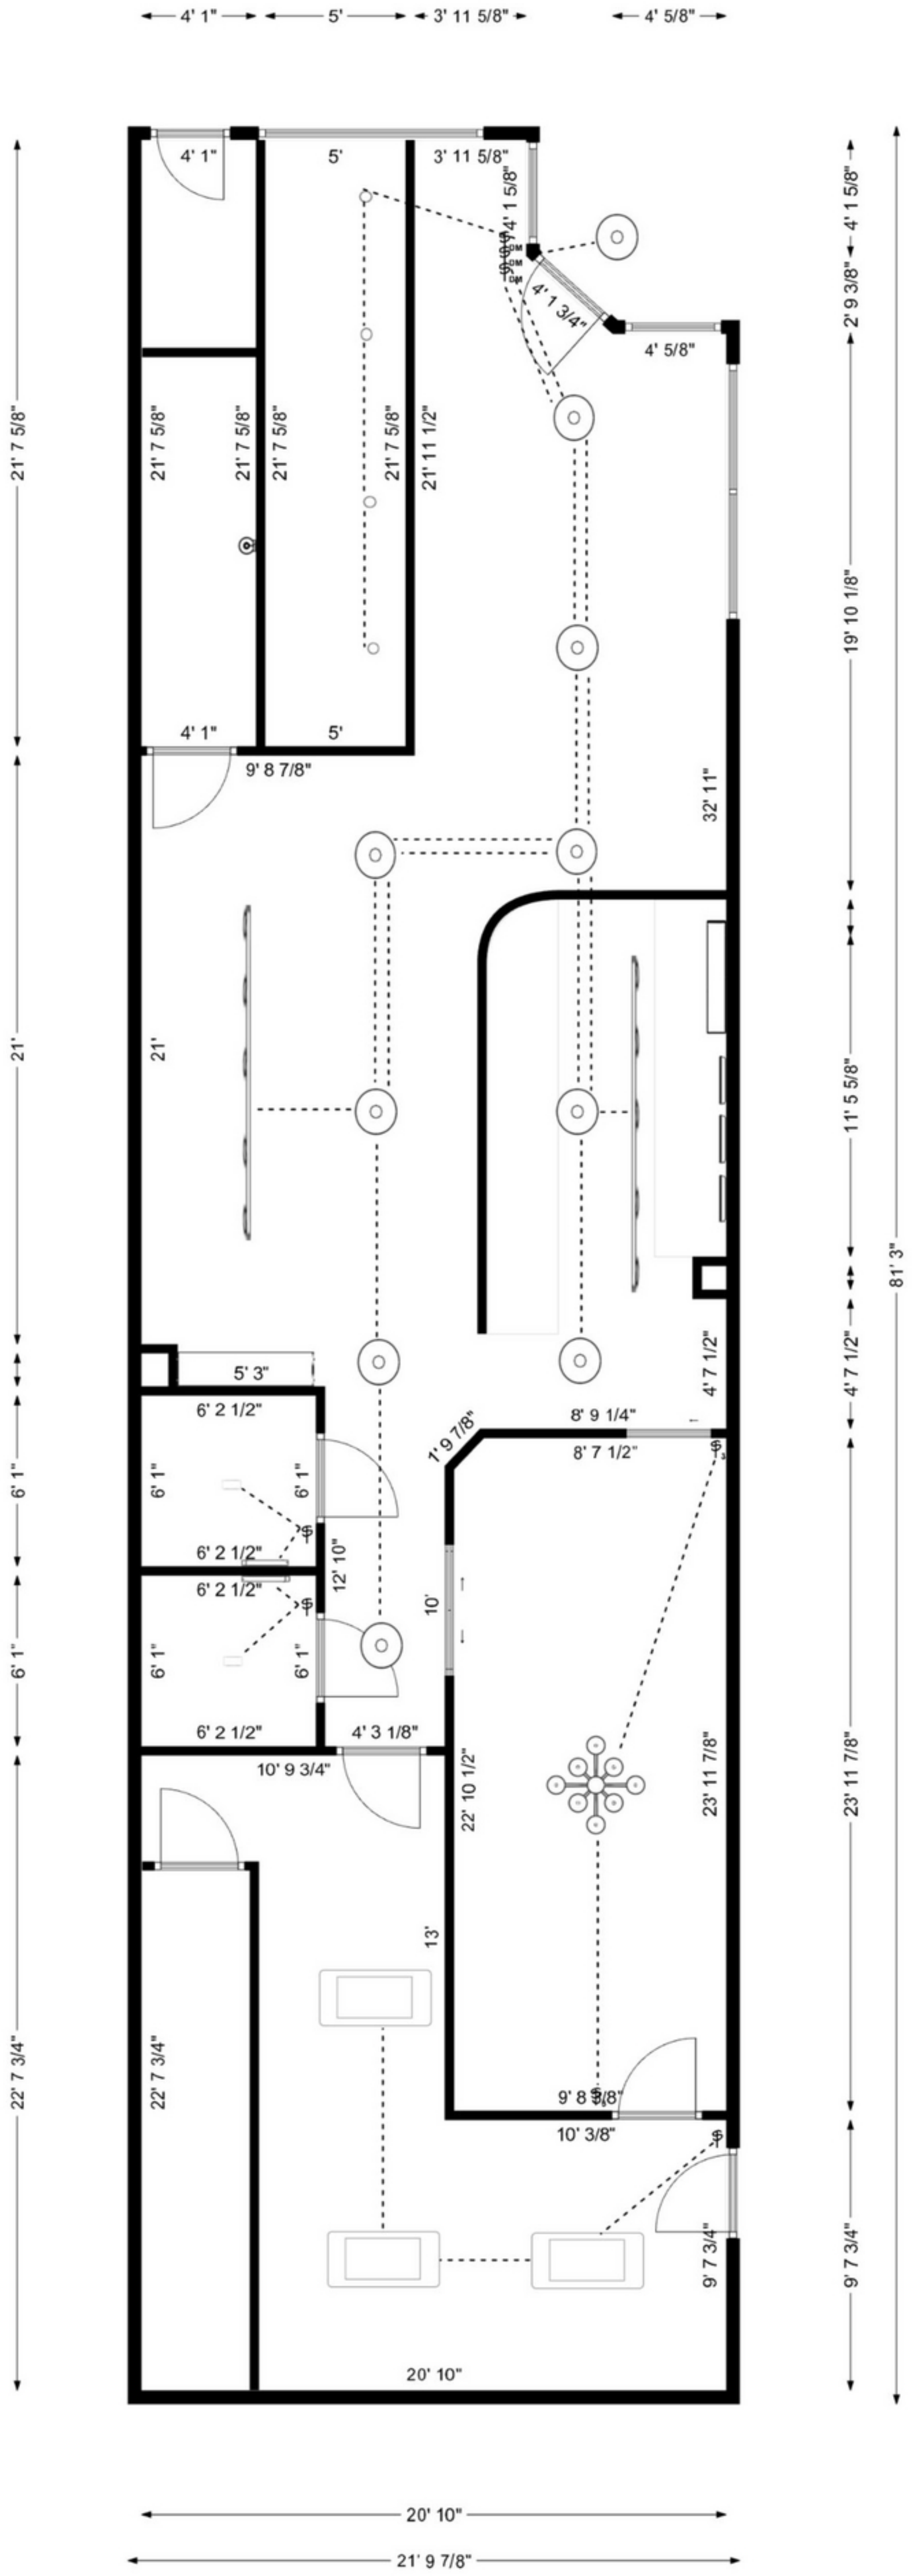 4' 1"
5'
3' 11 5/8"
4' 5/8"
4' 1"
5'
3' 11 5/8"
4' 1 5/8"
4' 1 5/8"
$
$
$
DM
DM
DM
4' 1 3/4"
2' 9 3/8"
4' 5/8"
21' 7 5/8"
21' 7 5/8"
21' 7 5/8"
21' 7 5/8"
21' 7 5/8"
21' 11 1/2"
19' 10 1/8"
4' 1"
5'
9' 8 7/8"
32' 11"
21'
21'
11' 5 5/8"
81' 3"
5' 3"
4' 7 1/2"
4' 7 1/2"
6' 2 1/2"
8' 9 1/4"
1' 9 7/8"
8' 7 1/2"
$3
6' 1"
6' 1"
6' 1"
$
6' 2 1/2"
12' 10"
6' 2 1/2"
$
10'
6' 1"
6' 1"
6' 1"
6' 2 1/2"
4' 3 1/8"
10' 9 3/4"
22' 10 1/2"
23' 11 7/8"
23' 11 7/8"
13'
22' 7 3/4"
22' 7 3/4"
9' 8 3/8"
10' 3/8"
$
9' 7 3/4"
9' 7 3/4"
20' 10"
20' 10"
21' 9 7/8"